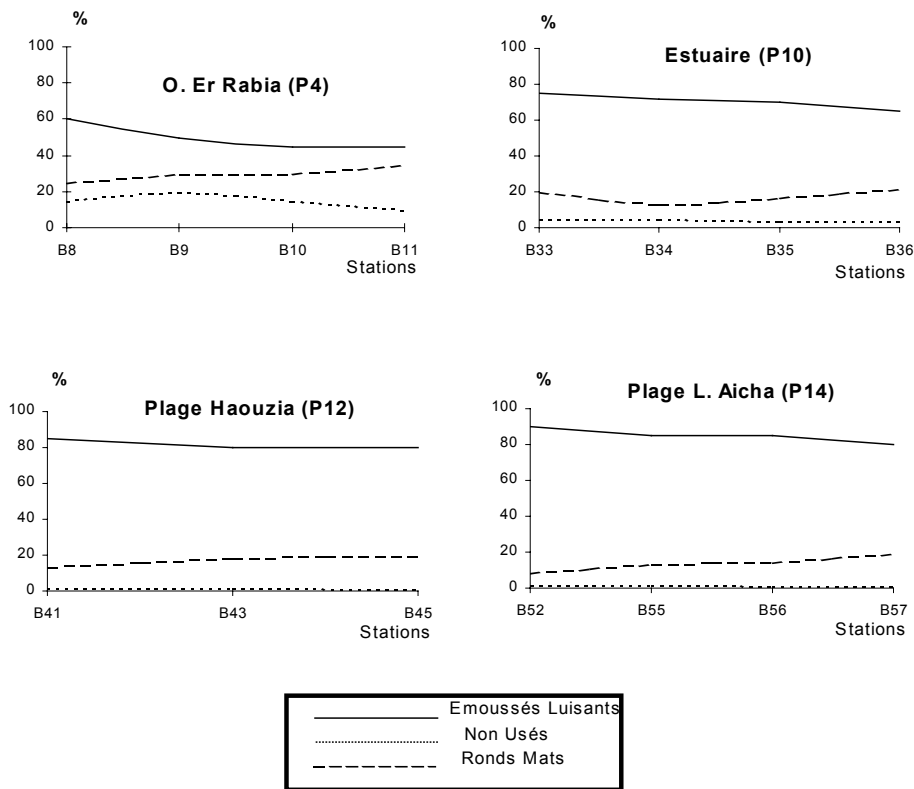 %
O. Er Rabia (P4)
100
80
60
40
20
0
B8 B9 B10 B11
Stations
%
Estuaire (P10)
100
80
60
40
20
0
B33 B34 B35 B36
Stations
%
Plage Haouzia (P12)
100
80
60
40
20
0
B41 B43 B45
Stations
%
Plage L. Aicha (P14)
100
80
60
40
20
0
B52 B55 B56 B57
Stations
Emoussés Luisants
Non Usés
Ronds Mats